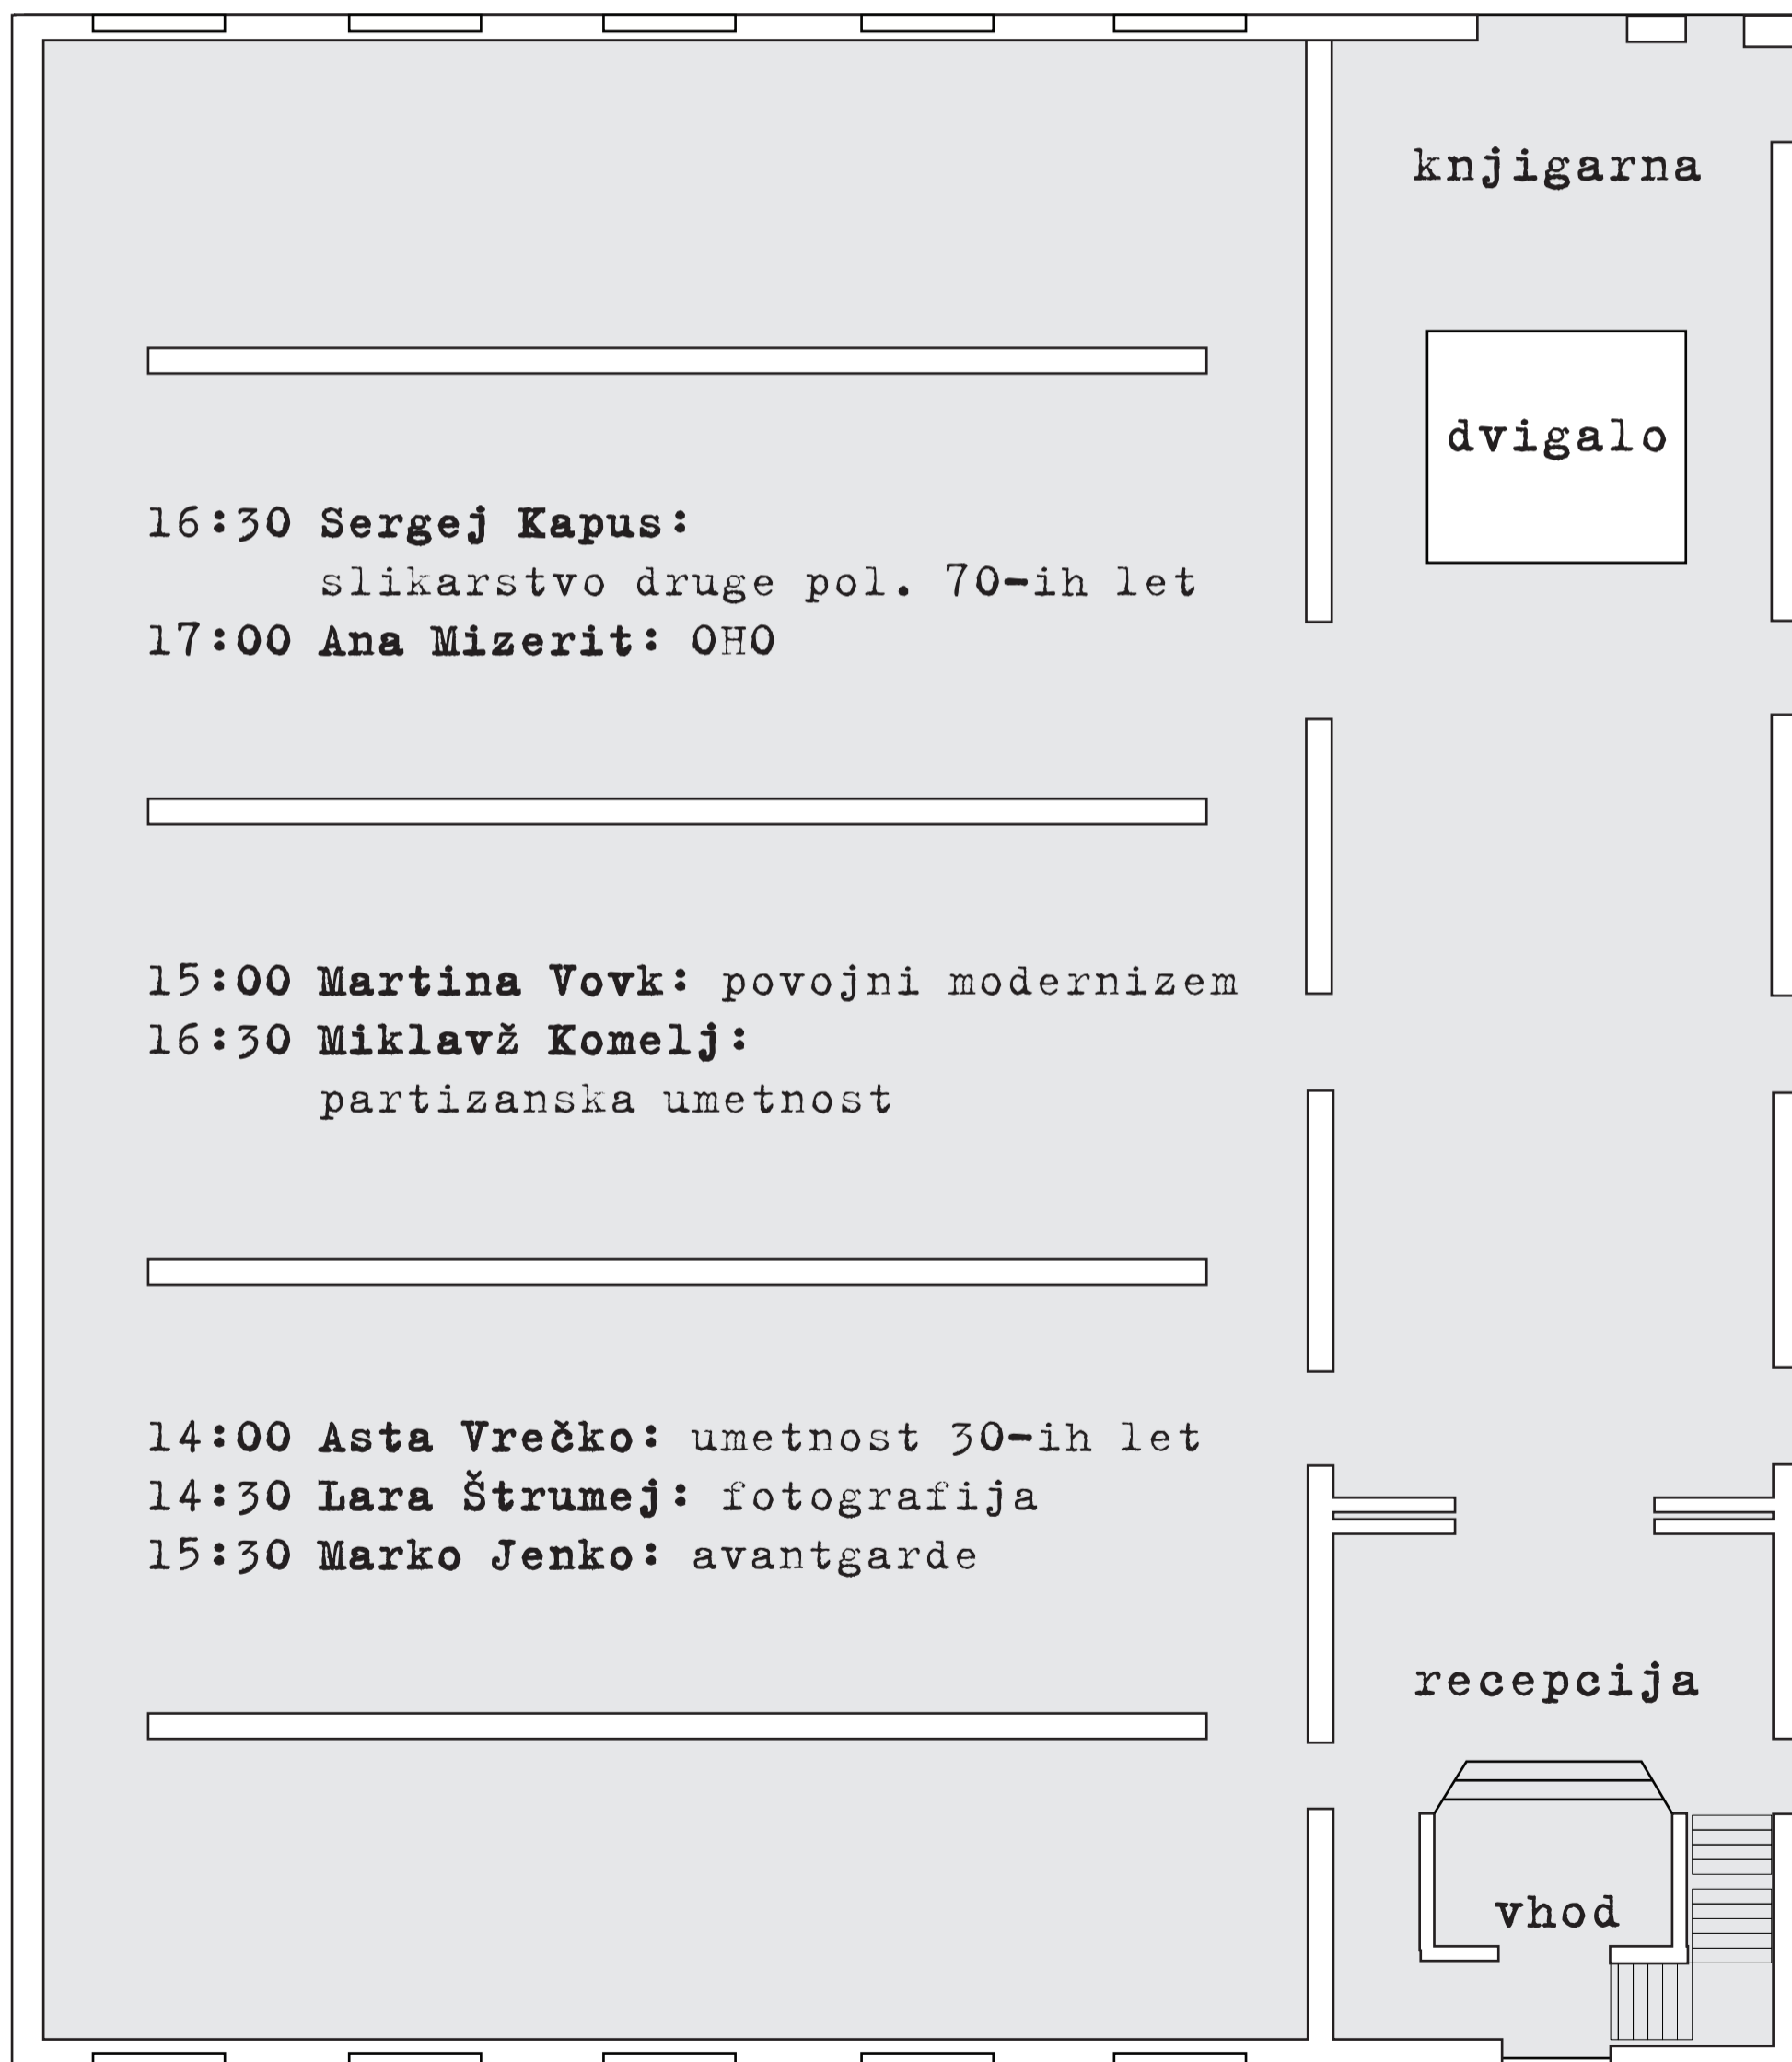 knjigarna
dvigalo
16:30 Sergej Kapus:
slikarstvo druge pol. 70-ih let
17:00 Ana Mizerit: OHO
15:00 Martina Vovk: povojni modernizem
16:30 Miklavž Komelj:
partizanska umetnost
14:00 Asta Vrečko: umetnost 30-ih let
14:30 Lara Štrumej: fotografija
15:30 Marko Jenko: avantgarde
recepcija
vhod